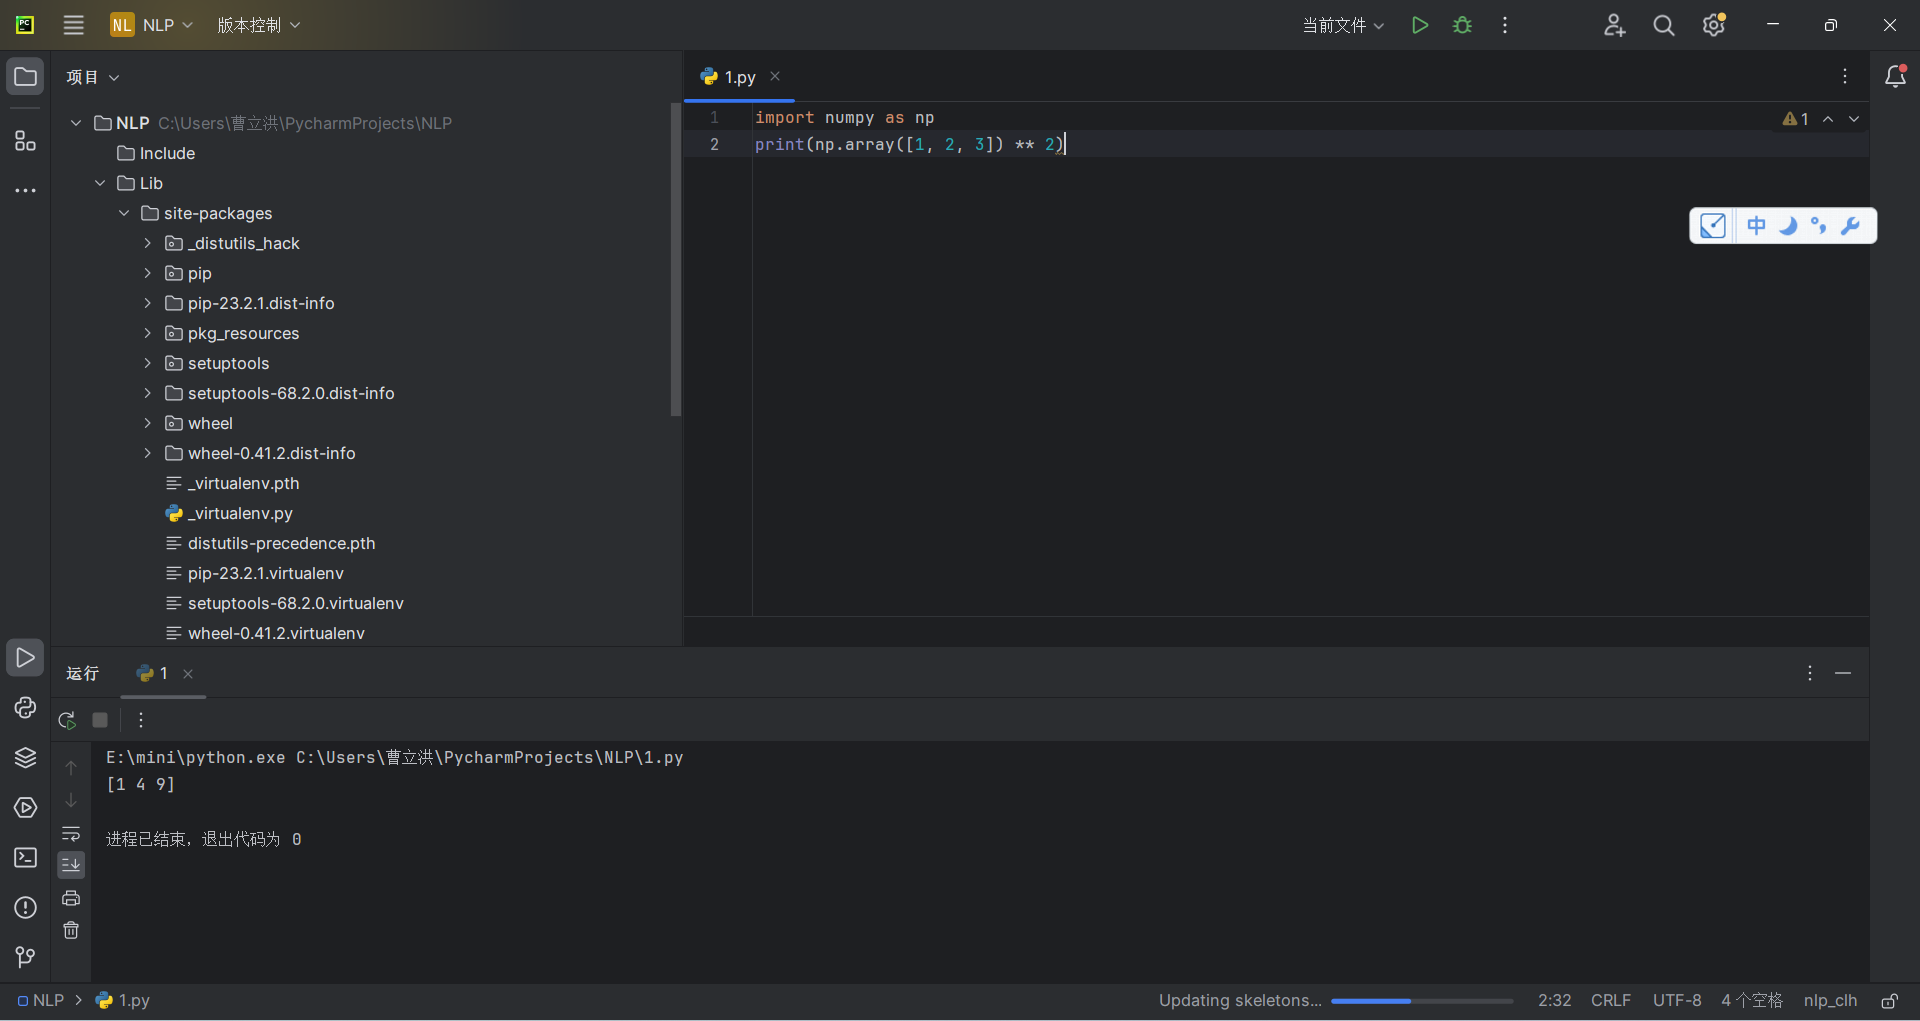 NL NLP 版本控制 当前文件
项目
NLP C:\Users\曹立洪\PycharmProjects\NLP
Include
Lib
site-packages
_distutils_hack
pip
pip-23.2.1.dist-info
pkg_resources
setuptools
setuptools-68.2.0.dist-info
wheel
wheel-0.41.2.dist-info
_virtualenv.pth
_virtualenv.py
distutils-precedence.pth
pip-23.2.1.virtualenv
setuptools-68.2.0.virtualenv
wheel-0.41.2.virtualenv
1.py
1 import numpy as np
2 print(np.array([1, 2, 3]) ** 2)
1
中
运行 1
E:\mini\python.exe C:\Users\曹立洪\PycharmProjects\NLP\1.py
[1 4 9]
进程已结束，退出代码为 0
NLP 1.py Updating skeletons... 2:32 CRLF UTF-8 4 个空格 nlp_clh